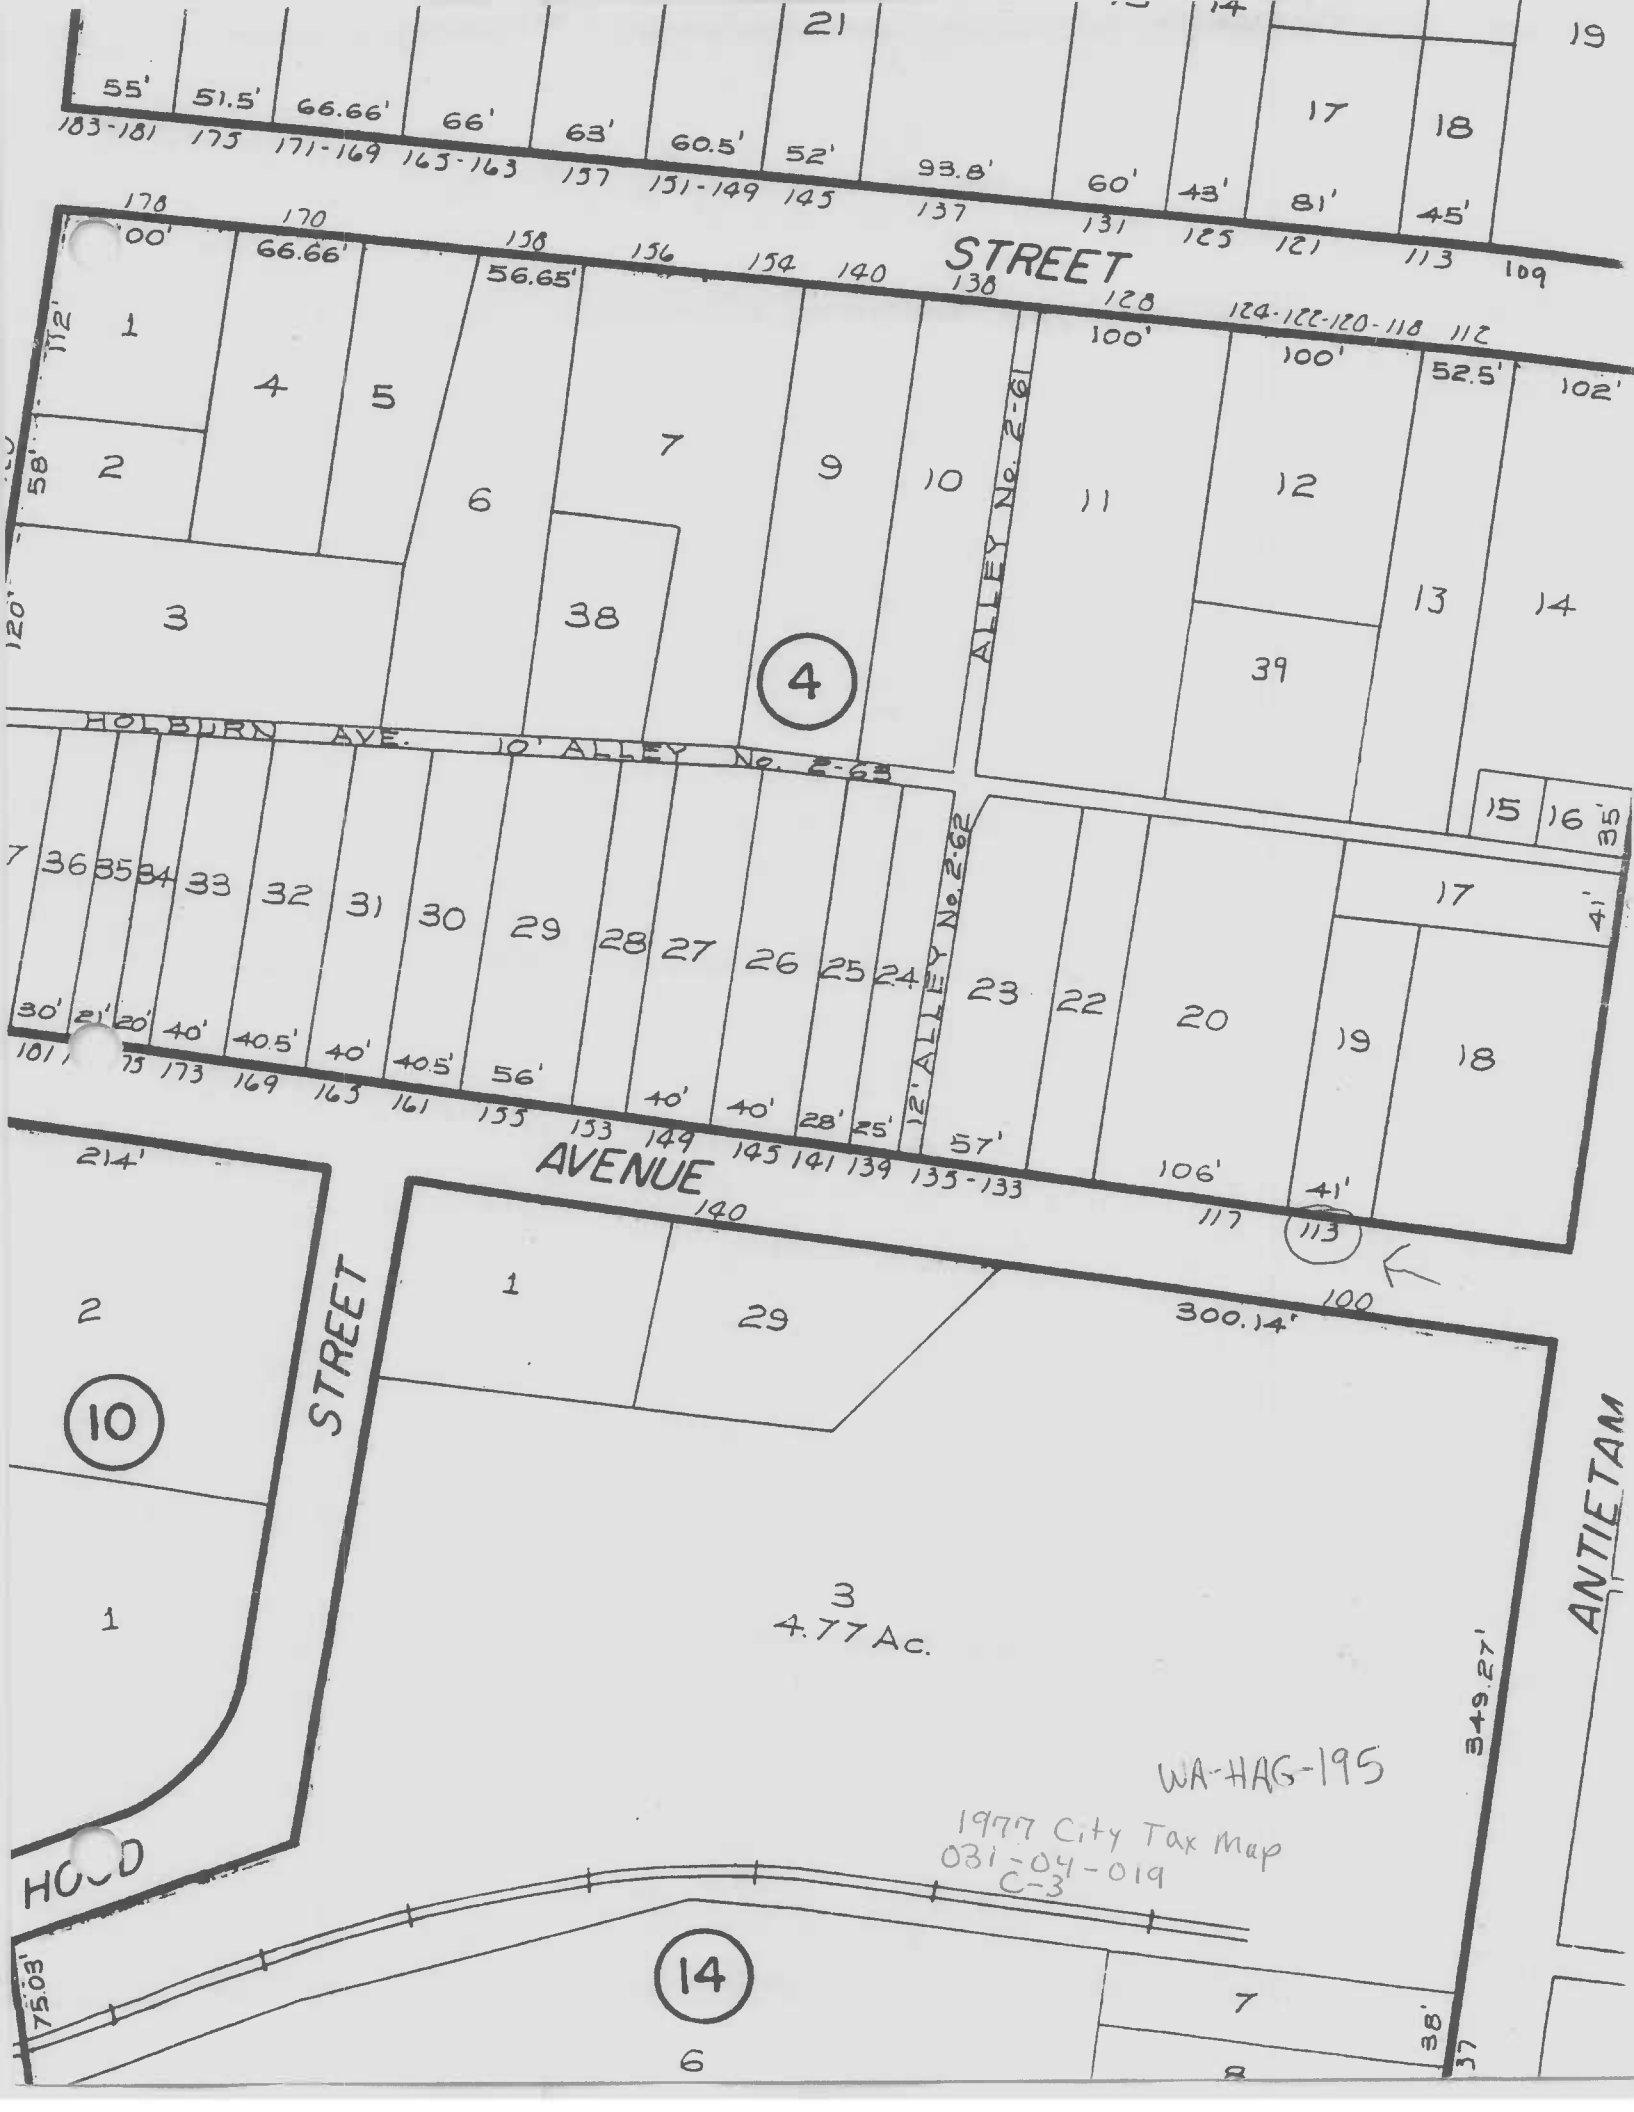 21
14
19
17
18
55' 51.5' 66.66' 66' 63' 60.5' 52' 93.8' 60' 43' 81' 45'
183-181 175 171-169 165-163 157 151-149 145 137 131 125 121 113 109
STREET
178 170 158 156 154 140 138 128 124-122-120-118 112
00' 66.66' 56.65' 100' 100' 52.5' 102'
112'
58'
120'
1
2
3
4
5
6
7
38
9
10
ALLEY No. 2-61
11
12
39
13
14
4
HOLBURN AVE. 10' ALLEY No. 2-63
15 16 35'
17 41'
7 36 35 34 33 32 31 30 29 28 27 26 25 24
12' ALLEY No. 2-62
23 22 20 19 18
30' 21' 20' 40' 40.5' 40' 40.5' 56' 40' 40' 28' 25' 57' 106' 41'
181 75 173 169 165 161 155 153 149 145 141 139 135-133 117 113
AVENUE
214'
140
100
300.14'
1
29
2
10
1
STREET
HOOD
ANTIETAM
3
4.77 Ac.
349.27'
WA-HAG-195
1977 City Tax Map
031-04-019
C-3
75.03'
14
6
7
8
38'
37